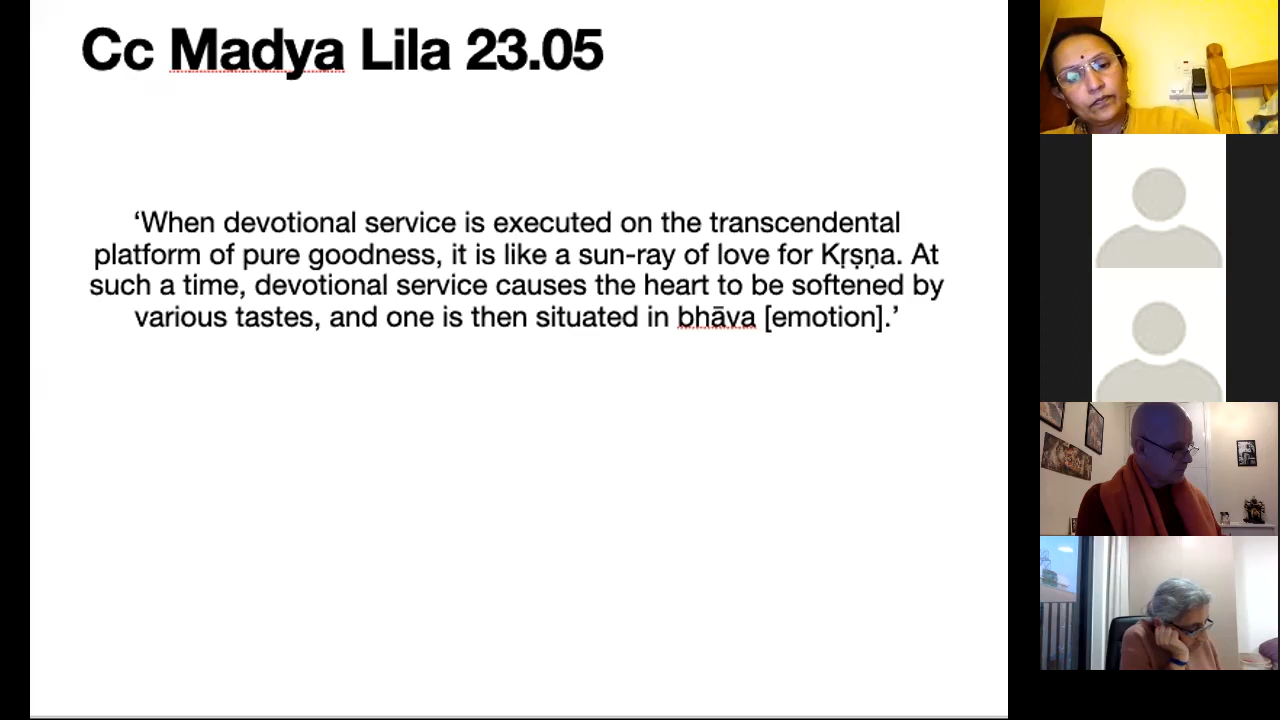 Cc Madya Lila 23.05
‘When devotional service is executed on the transcendental
platform of pure goodness, it is like a sun-ray of love for Kṛṣṇa. At
such a time, devotional service causes the heart to be softened by
various tastes, and one is then situated in bhāva [emotion].’